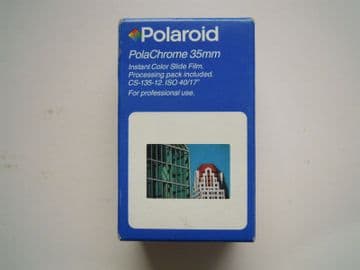 Polaroid
PolaChrome 35mm
Instant Color Slide Film.
Processing pack included.
CS-135-12. ISO 40/17°
For professional use.